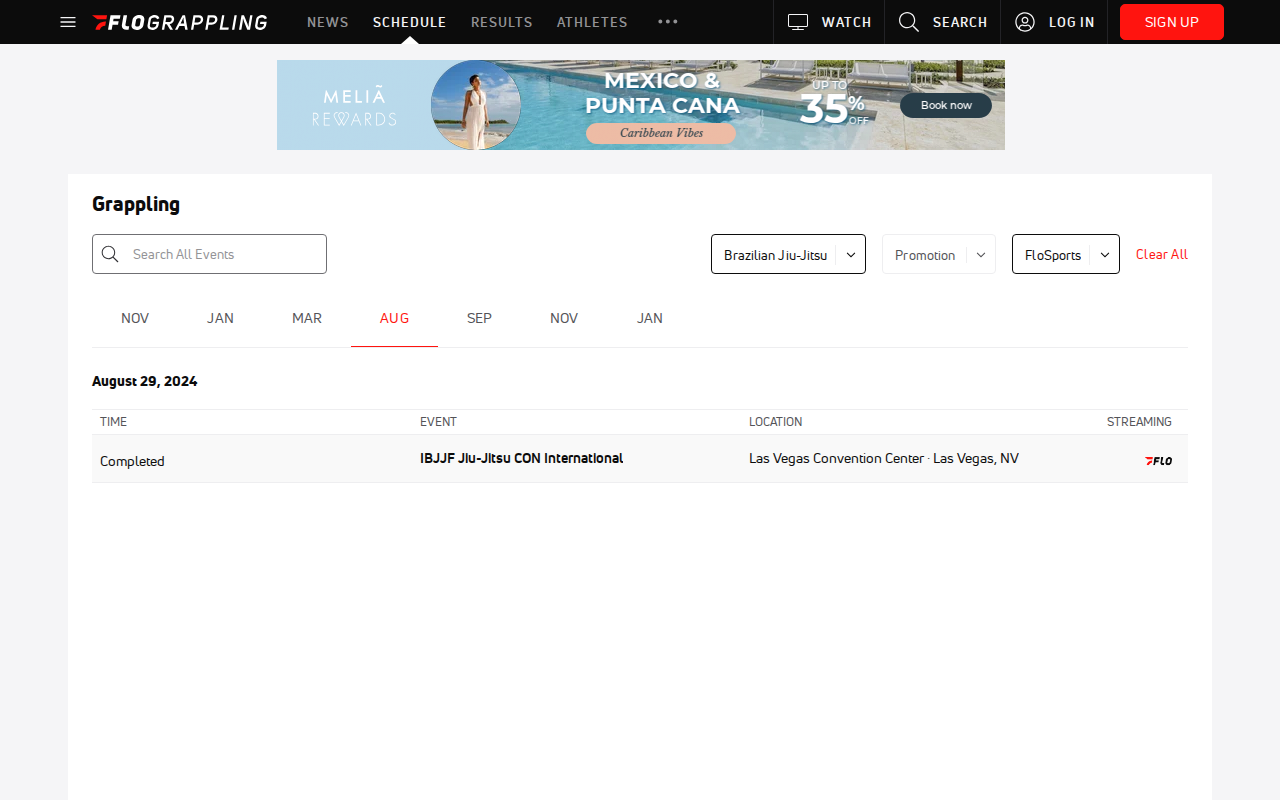 FLOGRAPPLING NEWS SCHEDULE RESULTS ATHLETES ••• WATCH SEARCH LOG IN SIGN UP
MELIÃ
REWARDS
MEXICO &
PUNTA CANA
Caribbean Vibes
UP TO
35% OFF
Book now
Grappling
Search All Events
Brazilian Jiu-Jitsu
Promotion
FloSports
Clear All
NOV JAN MAR AUG SEP NOV JAN
August 29, 2024
TIME EVENT LOCATION STREAMING
Completed IBJJF Jiu-Jitsu CON International Las Vegas Convention Center · Las Vegas, NV FLO